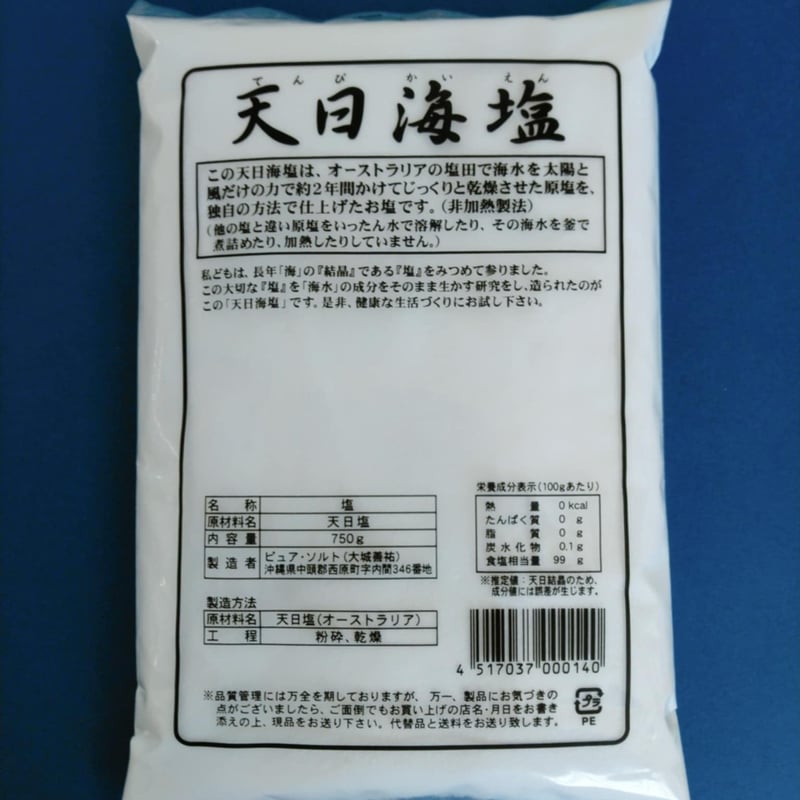 てんぴかいえん
天日海塩
この天日海塩は、オーストラリアの塩田で海水を太陽と
風だけの力で約2年間かけてじっくりと乾燥させた原塩を、
独自の方法で仕上げたお塩です。(非加熱製法)
(他の塩と違い原塩をいったん水で溶解したり、その海水を釜で
煮詰めたり、加熱したりしていません。)
私どもは、長年「海」の『結晶』である『塩』をみつめて参りました。
この大切な『塩』を「海水」の成分をそのまま生かす研究をし、造られたのが
この「天日海塩」です。是非、健康な生活づくりにお試し下さい。
名称 塩
原材料名 天日塩
内容量 750g
製造者 ピュア・ソルト(大城善祐)
沖縄県中頭郡西原町字内間346番地
製造方法
原材料名 天日塩(オーストラリア)
工程 粉砕、乾燥
栄養成分表示(100gあたり)
熱量 0kcal
たんぱく質 0 g
脂質 0 g
炭水化物 0.1 g
食塩相当量 99 g
※推定値:天日結晶のため、
成分値には誤差が生じます。
4 517037 000140
※品質管理には万全を期しておりますが、万一、製品にお気づきの
点がございましたら、ご面倒でもお買い上げの店名・月日をお書き
添えの上、現品をお送り下さい。代替品と送料をお送り致します。
プラ
PE